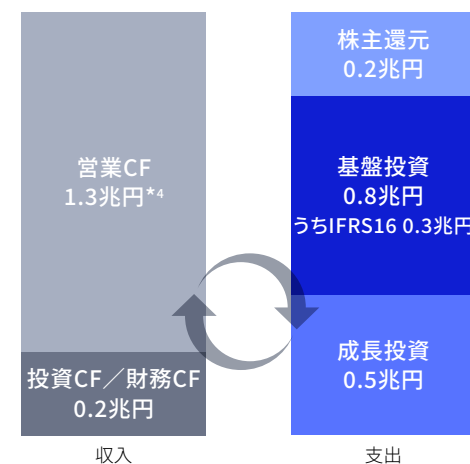 営業CF
1.3兆円*4
投資CF／財務CF
0.2兆円
収入
株主還元
0.2兆円
基盤投資
0.8兆円
うちIFRS16 0.3兆円
成長投資
0.5兆円
支出